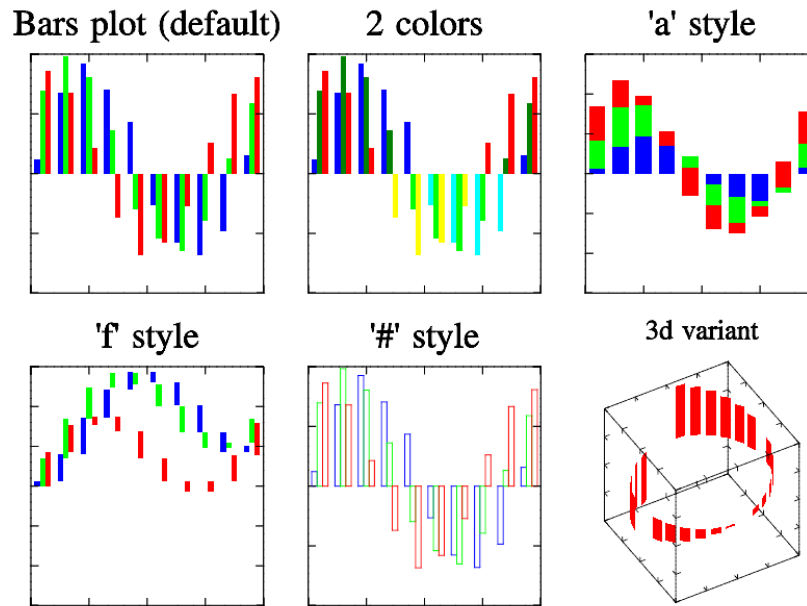 Bars plot (default)
2 colors
'a' style
'f' style
'#' style
3d variant